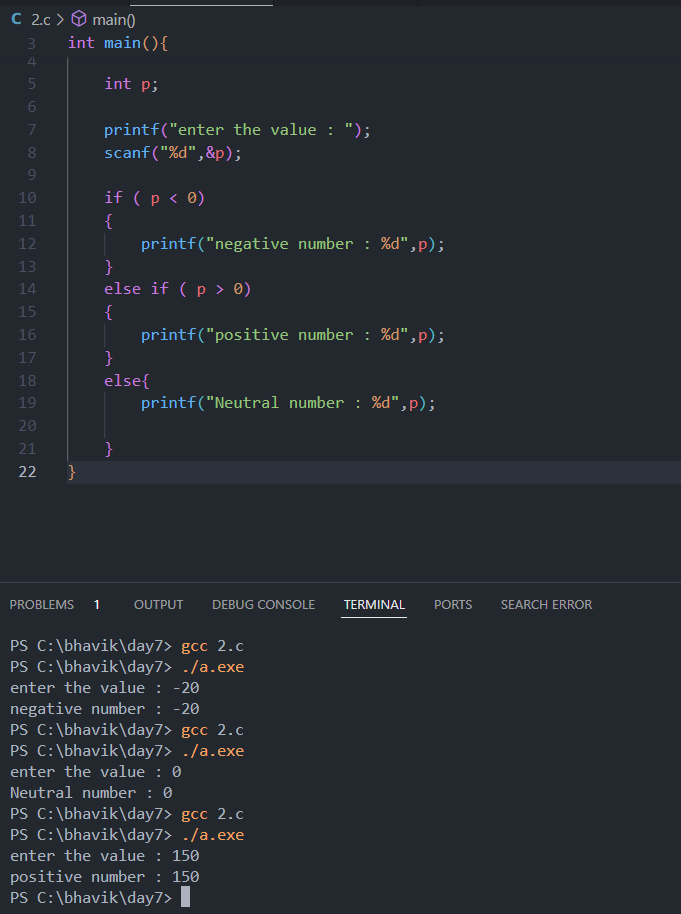 C 2.c > main()
3 int main(){
4
5 int p;
6
7 printf("enter the value : ");
8 scanf("%d",&p);
9
10 if ( p < 0)
11 {
12 printf("negative number : %d",p);
13 }
14 else if ( p > 0)
15 {
16 printf("positive number : %d",p);
17 }
18 else{
19 printf("Neutral number : %d",p);
20
21 }
22 }
PROBLEMS 1 OUTPUT DEBUG CONSOLE TERMINAL PORTS SEARCH ERROR
PS C:\bhavik\day7> gcc 2.c
PS C:\bhavik\day7> ./a.exe
enter the value : -20
negative number : -20
PS C:\bhavik\day7> gcc 2.c
PS C:\bhavik\day7> ./a.exe
enter the value : 0
Neutral number : 0
PS C:\bhavik\day7> gcc 2.c
PS C:\bhavik\day7> ./a.exe
enter the value : 150
positive number : 150
PS C:\bhavik\day7>